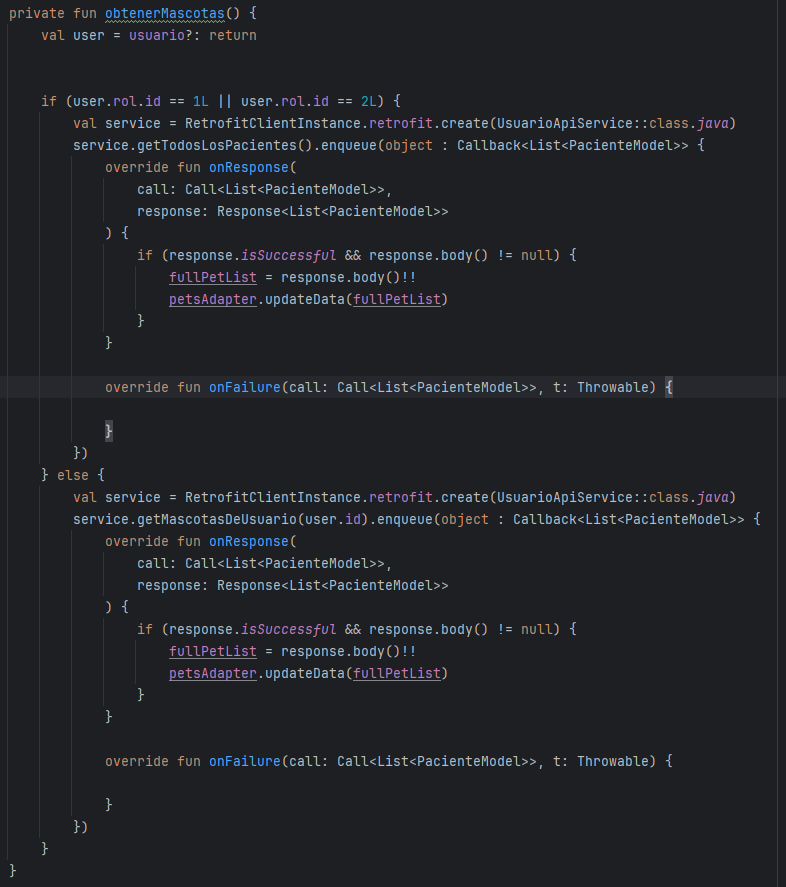 private fun obtenerMascotas() {
    val user = usuario?: return
    if (user.rol.id == 1L || user.rol.id == 2L) {
        val service = RetrofitClientInstance.retrofit.create(UsuarioApiService::class.java)
        service.getTodosLosPacientes().enqueue(object : Callback<List<PacienteModel>> {
            override fun onResponse(
                call: Call<List<PacienteModel>>,
                response: Response<List<PacienteModel>>
            ) {
                if (response.isSuccessful && response.body() != null) {
                    fullPetList = response.body()!!
                    petsAdapter.updateData(fullPetList)
                }
            }
            override fun onFailure(call: Call<List<PacienteModel>>, t: Throwable) {
            }
        })
    } else {
        val service = RetrofitClientInstance.retrofit.create(UsuarioApiService::class.java)
        service.getMascotasDeUsuario(user.id).enqueue(object : Callback<List<PacienteModel>> {
            override fun onResponse(
                call: Call<List<PacienteModel>>,
                response: Response<List<PacienteModel>>
            ) {
                if (response.isSuccessful && response.body() != null) {
                    fullPetList = response.body()!!
                    petsAdapter.updateData(fullPetList)
                }
            }
            override fun onFailure(call: Call<List<PacienteModel>>, t: Throwable) {
            }
        })
    }
}